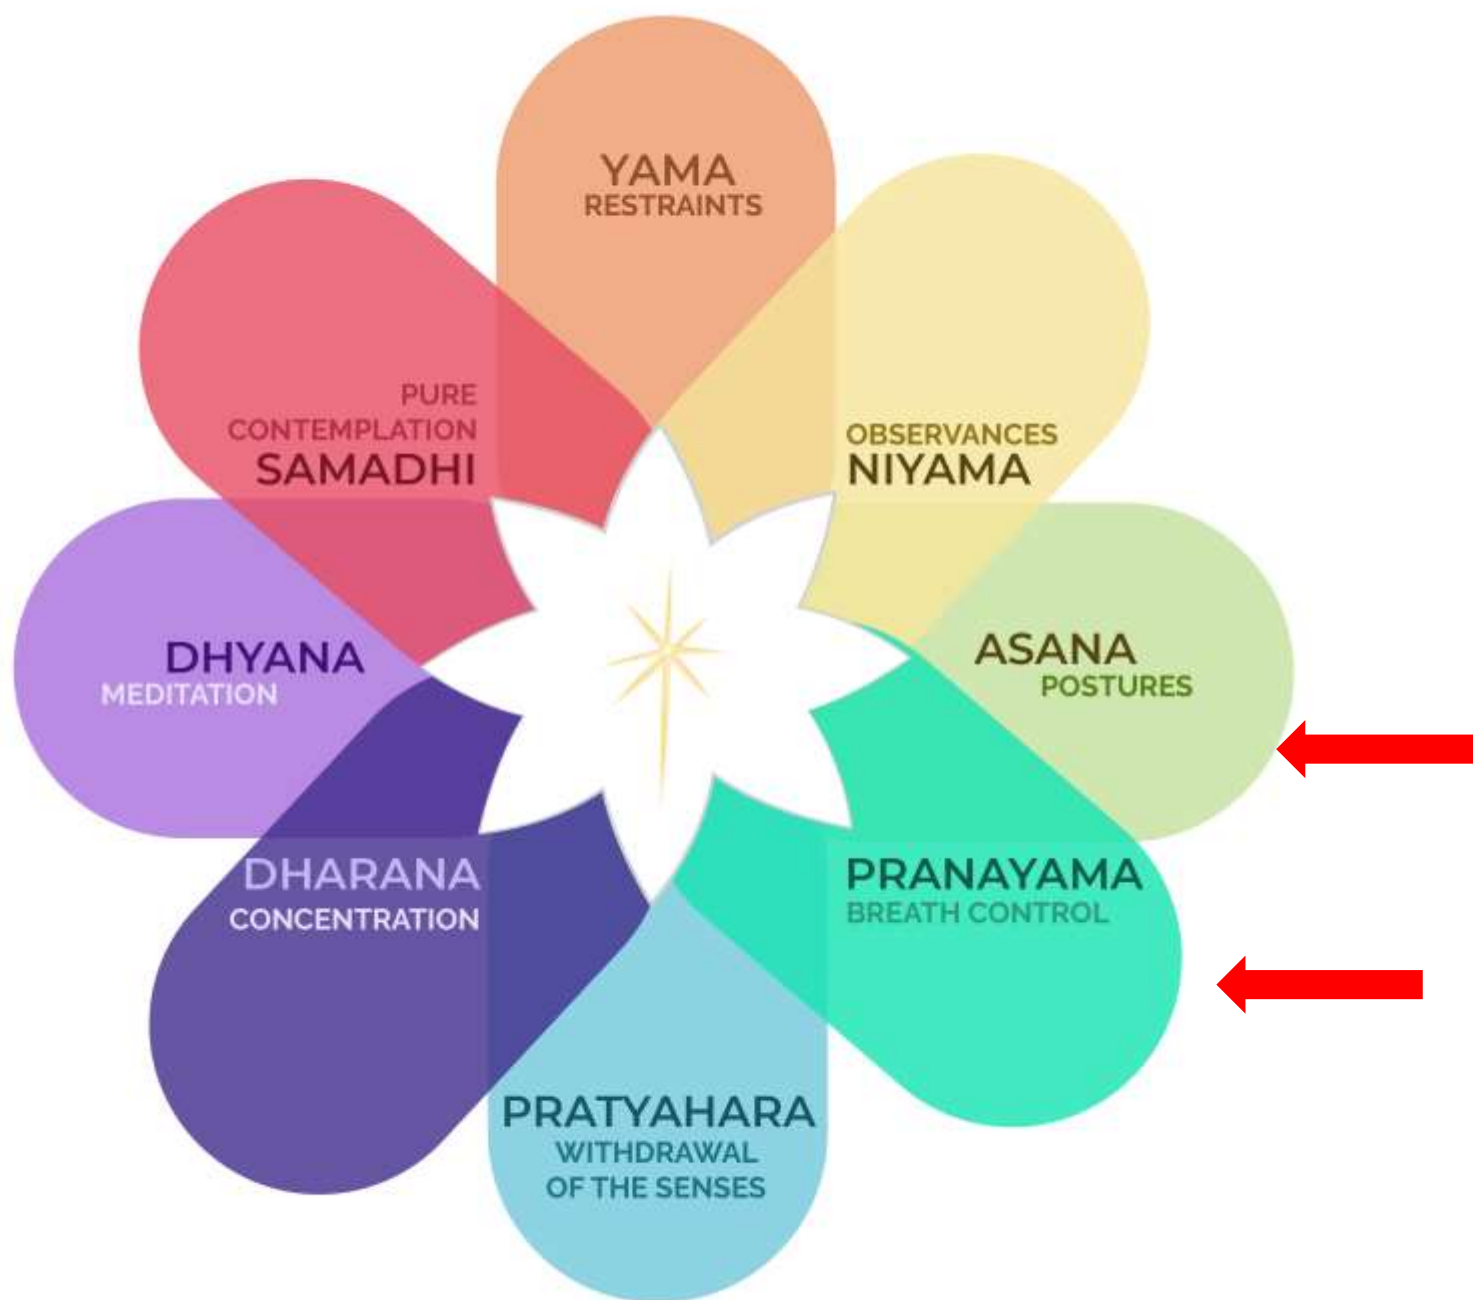 YAMA
RESTRAINTS
OBSERVANCES
NIYAMA
ASANA
POSTURES
PRANAYAMA
BREATH CONTROL
PRATYAHARA
WITHDRAWAL
OF THE SENSES
DHARANA
CONCENTRATION
DHYANA
MEDITATION
PURE
CONTEMPLATION
SAMADHI